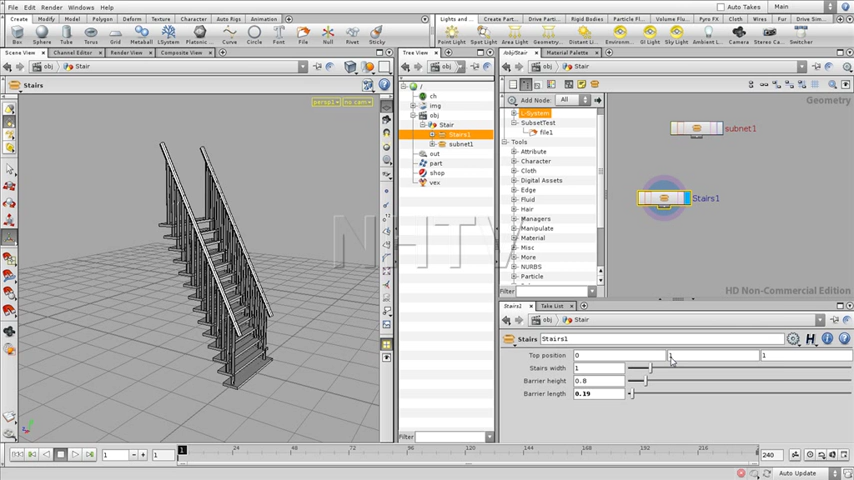 File Edit Render Windows Help Auto Takes Main
Create Modify Model Polygon Deform Texture Character Auto Rigging Animation
Box Sphere Tube Torus Grid Metaball LSystem Platonic... Curve Circle File Null Rivet Sticky
Lights and ... Create Part... Drive Parti... Rigid Bodies Particle Fl... Pyro FX Cloth Wires Fur Drive Sim...
Point Light Spot Light Area Light Geometry... Distant Li... Environm... GI Light Sky Light Ambient L... Camera Stereo Ca... Switcher
Scene View Channel Editor Render View Composite View
obj Stair
Stairs
persp1 no cam
Tree View
obj
/
ch
img
obj
Stair
Stairs1
subnet1
out
part
shop
vex
Filter
/obj/Stair Material Palette
obj Stair
Add Node All
L-System
SubsetTest
file1
Tools
Attribute
Character
Cloth
Digital Assets
Edge
Fluid
Hair
Managers
Manipulate
Material
Misc
More
NURBS
Particle
Filter
Geometry
subnet1
Stairs1
HD Non-Commercial Edition
NHTV
Stairs1 Take List
obj Stair
Stairs Stairs1
Top position 0 1 1
Stairs width 1
Barrier height 0.8
Barrier length 0.19
1 1 1 24 48 72 96 120 144 168 192 216 240
Auto Update